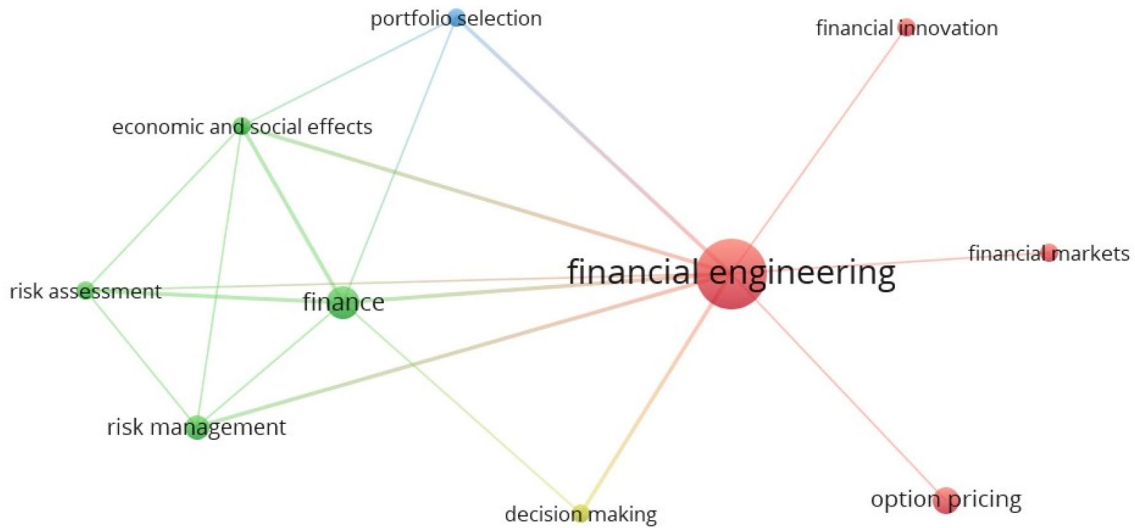 portfolio selection
financial innovation
economic and social effects
financial markets
financial engineering
risk assessment
finance
risk management
option pricing
decision making